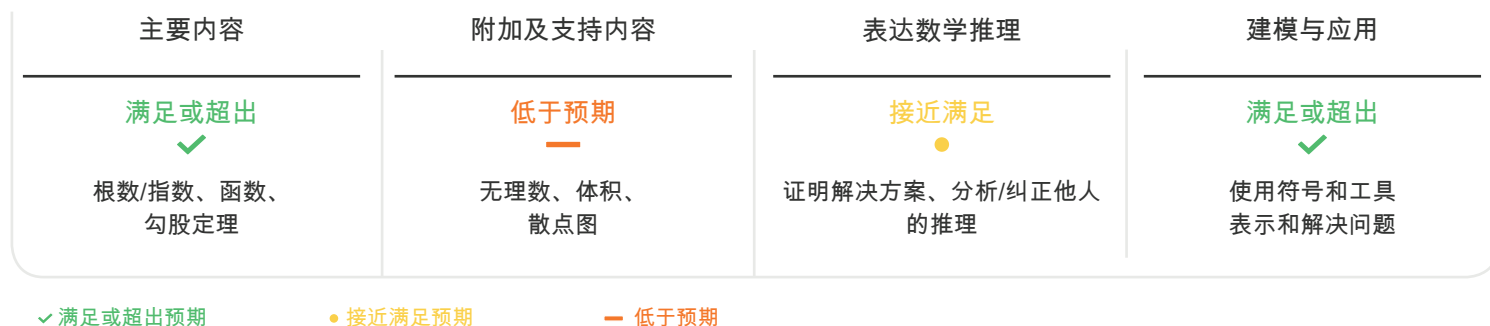 主要内容
满足或超出
根数/指数、函数、
勾股定理
附加及支持内容
低于预期
无理数、体积、
散点图
表达数学推理
接近满足
证明解决方案、分析/纠正他人
的推理
建模与应用
满足或超出
使用符号和工具
表示和解决问题
满足或超出预期
接近满足预期
低于预期